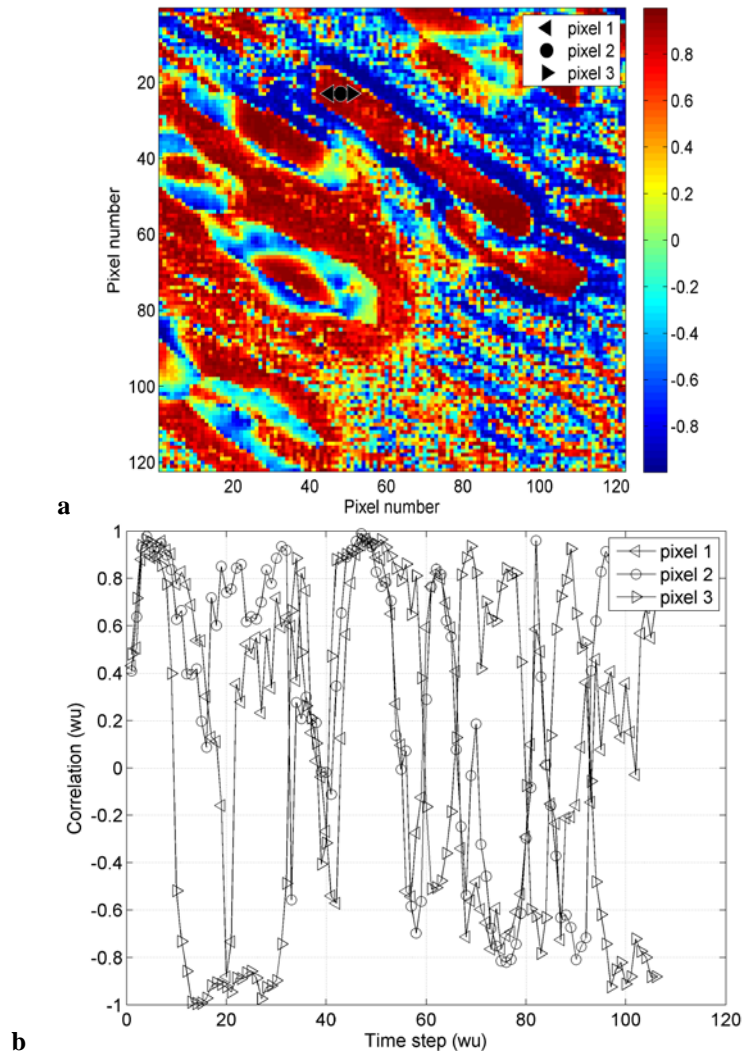 pixel 1
pixel 2
pixel 3
20
40
60
80
100
120
Pixel number
20 40 60 80 100 120
Pixel number
0.8
0.6
0.4
0.2
0
-0.2
-0.4
-0.6
-0.8
a
pixel 1
pixel 2
pixel 3
1
0.8
0.6
0.4
0.2
0
-0.2
-0.4
-0.6
-0.8
-1
Correlation (wu)
0 20 40 60 80 100 120
Time step (wu)
b